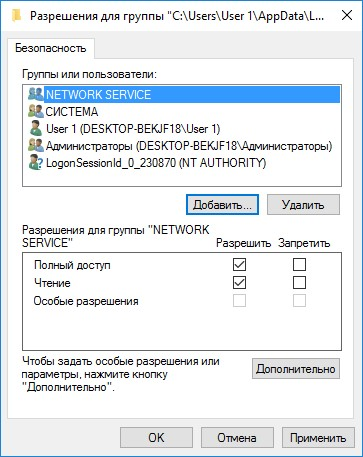 Разрешения для группы "C:\Users\User 1\AppData\L...
Безопасность
Группы или пользователи:
NETWORK SERVICE
СИСТЕМА
User 1 (DESKTOP-BEKJF18\User 1)
Администраторы (DESKTOP-BEKJF18\Администраторы)
LogonSessionId_0_230870 (NT AUTHORITY)
Добавить... Удалить
Разрешения для группы "NETWORK
SERVICE" Разрешить Запретить
Полный доступ
Чтение
Особые разрешения
Чтобы задать особые разрешения или
параметры, нажмите кнопку
"Дополнительно".
Дополнительно
OK Отмена Применить